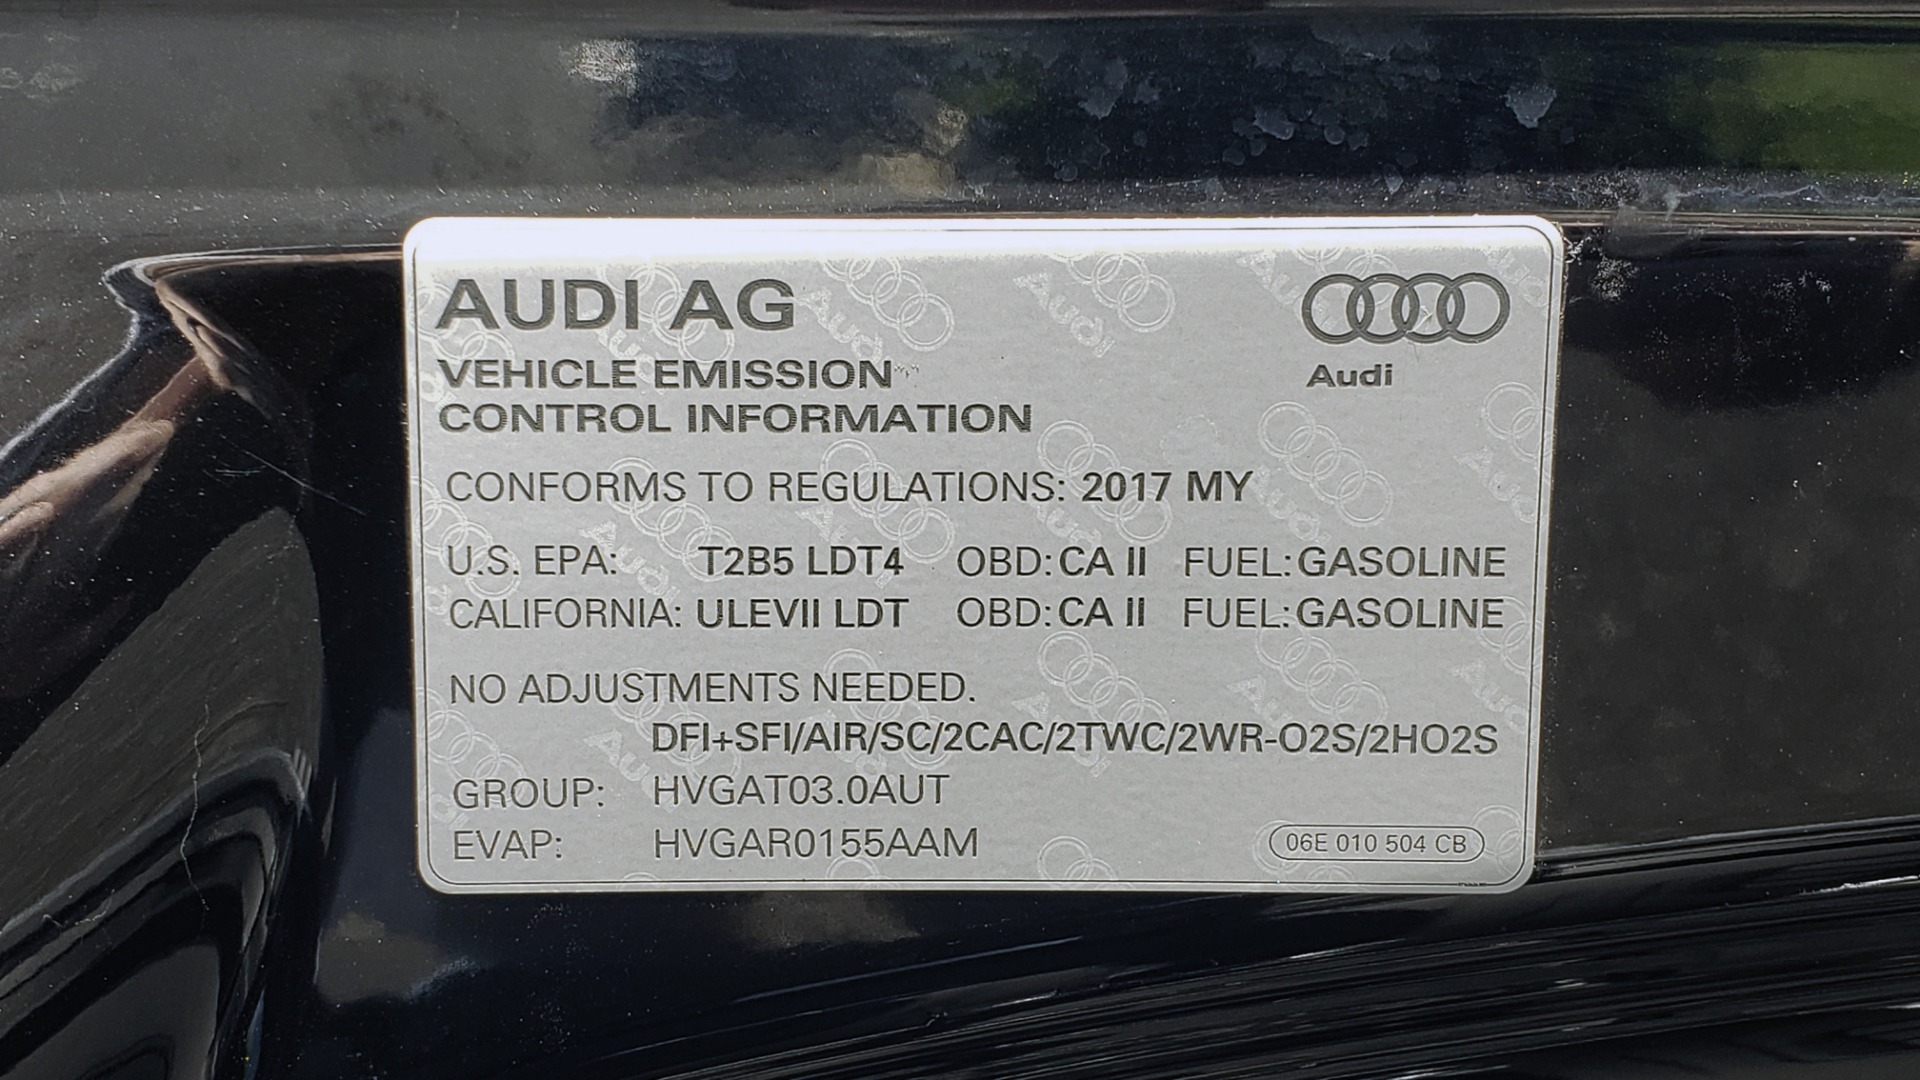 AUDI AG
Audi
VEHICLE EMISSION
CONTROL INFORMATION
CONFORMS TO REGULATIONS: 2017 MY
U.S. EPA: T2B5 LDT4 OBD: CA II FUEL: GASOLINE
CALIFORNIA: ULEVII LDT OBD: CA II FUEL: GASOLINE
NO ADJUSTMENTS NEEDED.
DFI+SFI/AIR/SC/2CAC/2TWC/2WR-O2S/2HO2S
GROUP: HVGAT03.0AUT
EVAP: HVGAR0155AAM
06E 010 504 CB